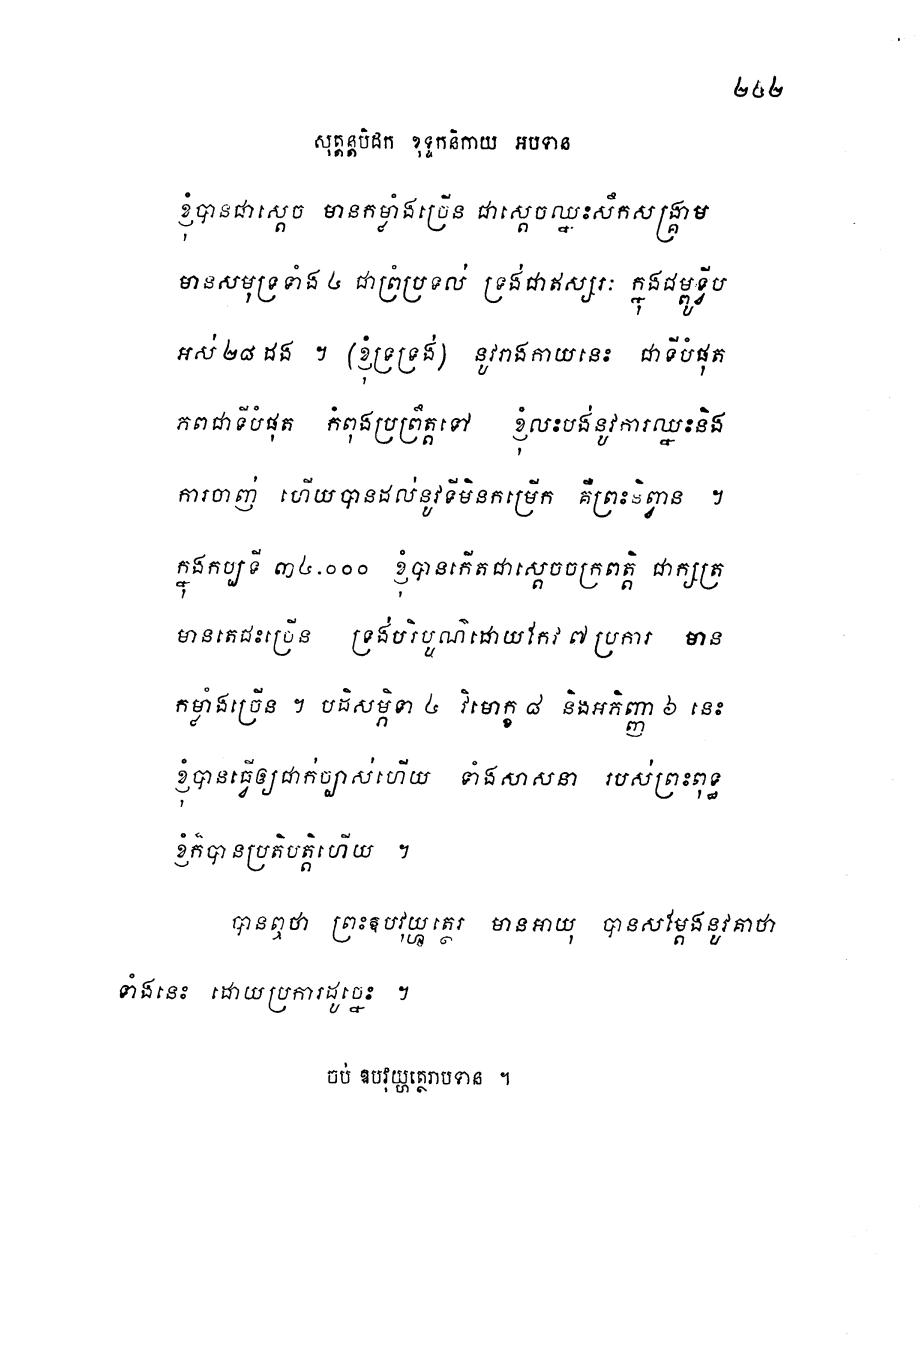 ២៤២
សុត្តន្តបិដក ខុទ្ទកនិកាយ អបទាន
ខ្ញុំបានជាស្តេច មានកម្លាំងច្រើន ជាស្តេចឈ្នះសឹកសង្គ្រាម
មានសមុទ្រទាំង ៤ ជាព្រំប្រទល់ ទ្រង់ជាឥស្សរៈ ក្នុងជម្ពូទ្វីប
អស់ ២៨ ដង ។ (ខ្ញុំទ្រទ្រង់) នូវរាងកាយនេះ ជាទីបំផុត
ភពជាទីបំផុត កំពុងប្រព្រឹត្តទៅ ខ្ញុំលះបង់នូវការឈ្នះនិង
ការចាញ់ ហើយបានដល់នូវទីមិនកម្រើក គឺព្រះនិព្វាន ។
ក្នុងកប្បទី ៣៤.០០០ ខ្ញុំបានកើតជាស្តេចចក្រពត្តិ ជាក្សត្រ
មានតេជះច្រើន ទ្រង់បរិបូណ៌ដោយកែវ ៧ ប្រការ មាន
កម្លាំងច្រើន ។ បដិសម្ភិទា ៤ វិមោក្ខ ៨ និងអភិញ្ញា ៦ នេះ
ខ្ញុំបានធ្វើឲ្យជាក់ច្បាស់ហើយ ទាំងសាសនា របស់ព្រះពុទ្ធ
ខ្ញុំក៏បានប្រតិបត្តិហើយ ។
បានឮថា ព្រះឧបវុយ្ហត្ថេរ មានអាយុ បានសម្តែងនូវគាថា
ទាំងនេះ ដោយប្រការដូច្នេះ ។
ចប់ ឧបវុយ្ហត្ថេរាបទាន ។